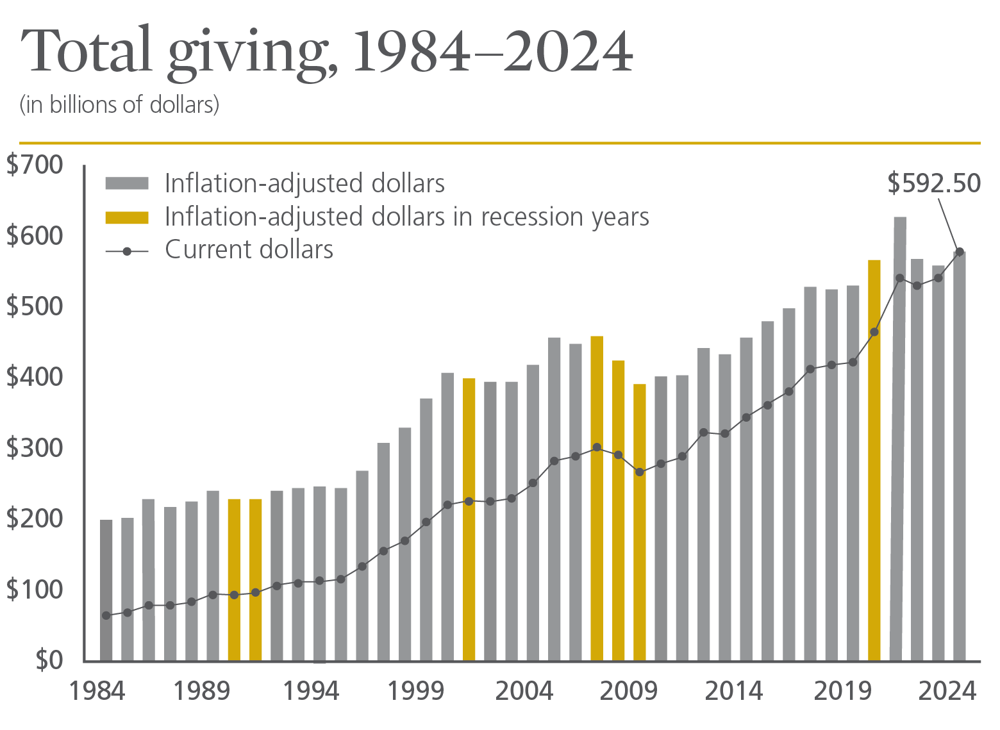 Total giving, 1984–2024
(in billions of dollars)
$700
Inflation-adjusted dollars
$592.50
Inflation-adjusted dollars in recession years
$600
Current dollars
$500
$400
$300
$200
$100
$0
1984 1989 1994 1999 2004 2009 2014 2019 2024